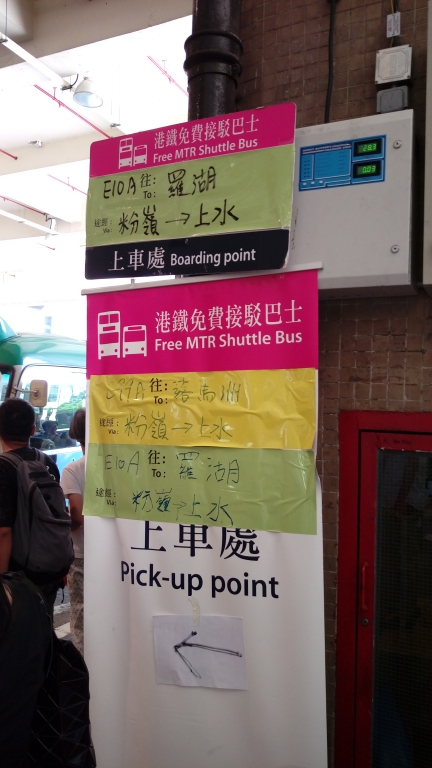 港鐵免費接駁巴士
Free MTR Shuttle Bus
E10A 往: To: 羅湖
途經: Via: 粉嶺→上水
上車處 Boarding point
港鐵免費接駁巴士
Free MTR Shuttle Bus
往: To: 落馬洲
途經: Via: 粉嶺→上水
E10A 往: To: 羅湖
途經: Via: 粉嶺→上水
上車處
Pick-up point